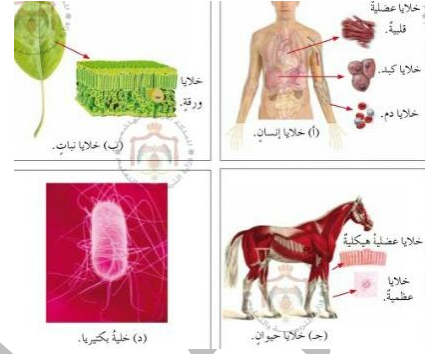 خلايا عضليةٌ
قلبيةٌ.
خلايا كبد.
خلايا دم.
(أ) خلايا إنسانٍ.
خلايا
ورقةٍ.
(ب) خلايا نباتٍ.
خلايا عضليةٌ هيكليةٌ
خلايا
عظميةٌ.
(جـ) خلايا حيوانٍ.
(د) خليةُ بكتيريا.